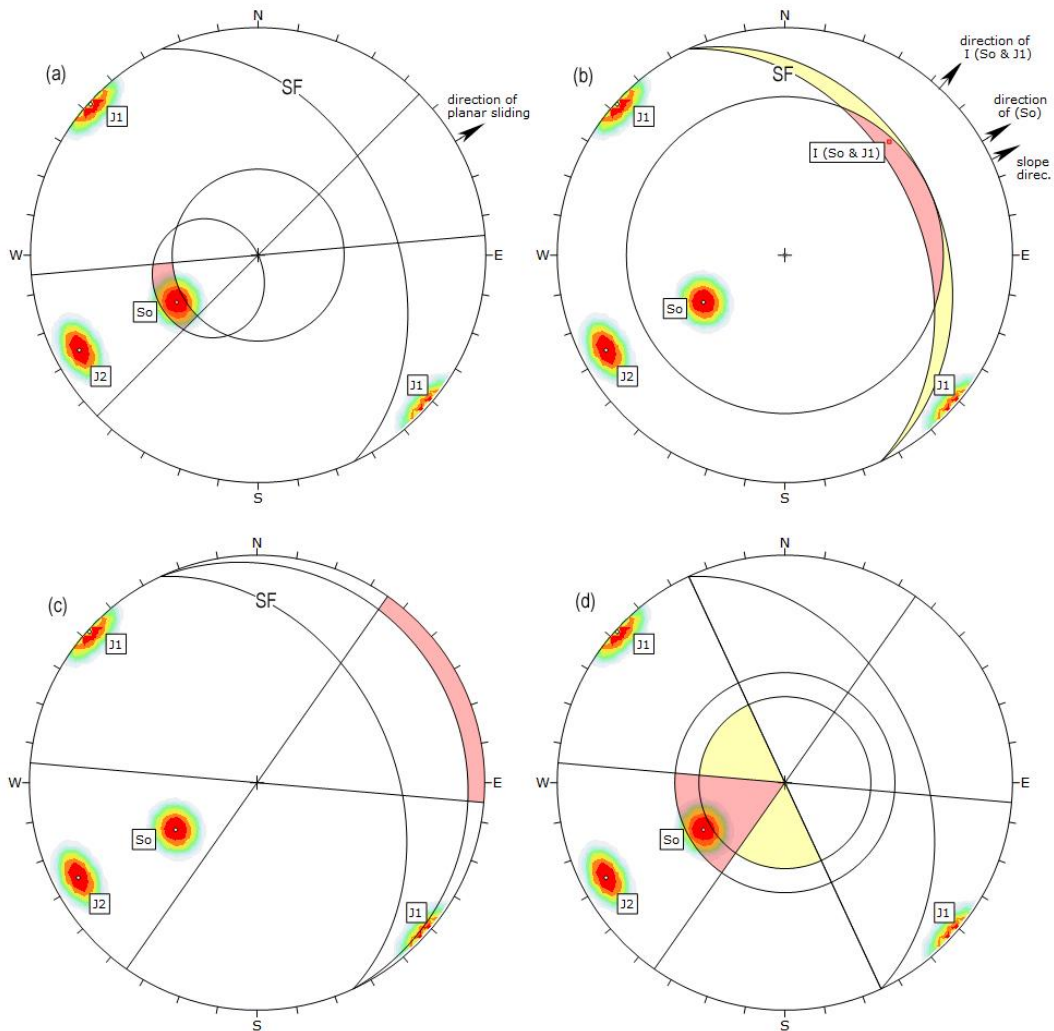 N
(a)
SF
J1
direction of
planar sliding
W
E
So
J2
J1
S
N
(b)
SF
J1
direction of
I (So & J1)
direction
of (So)
slope
direc.
I (So & J1)
W
E
So
J2
J1
S
N
(c)
SF
J1
W
E
So
J2
J1
S
N
(d)
J1
W
E
So
J2
J1
S